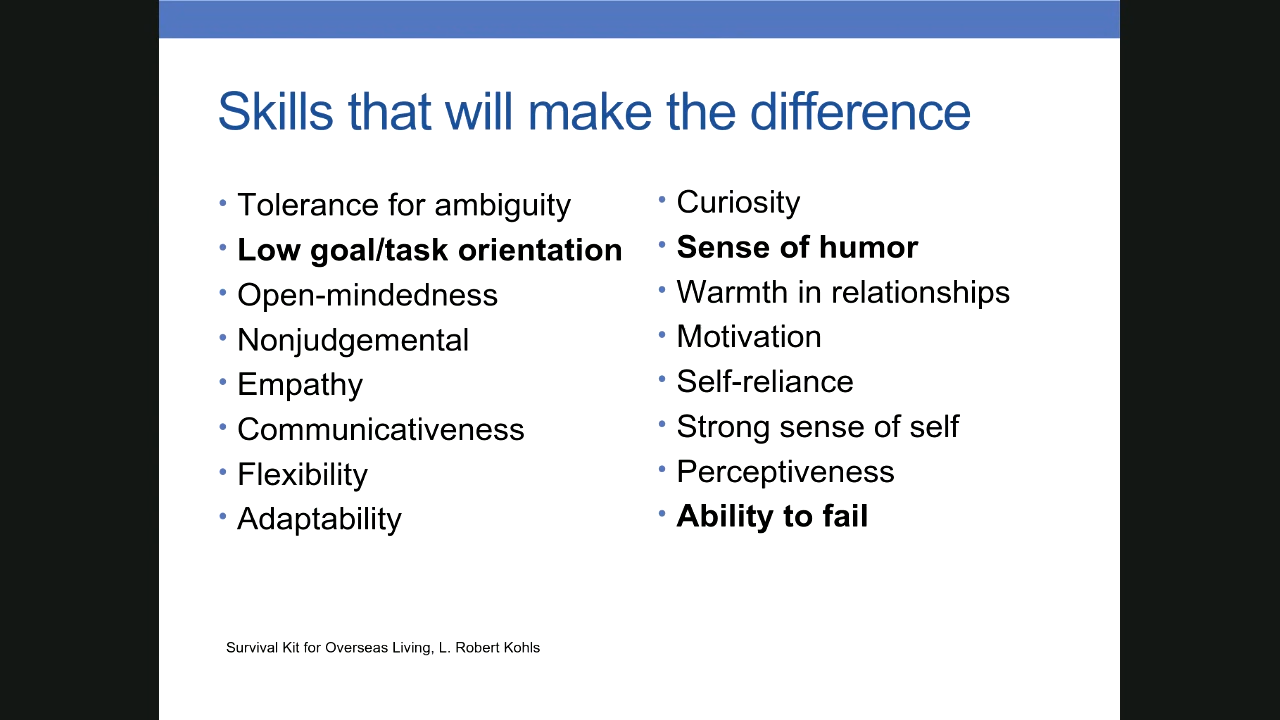 Skills that will make the difference
Tolerance for ambiguity
Low goal/task orientation
Open-mindedness
Nonjudgemental
Empathy
Communicativeness
Flexibility
Adaptability
Curiosity
Sense of humor
Warmth in relationships
Motivation
Self-reliance
Strong sense of self
Perceptiveness
Ability to fail
Survival Kit for Overseas Living, L. Robert Kohls